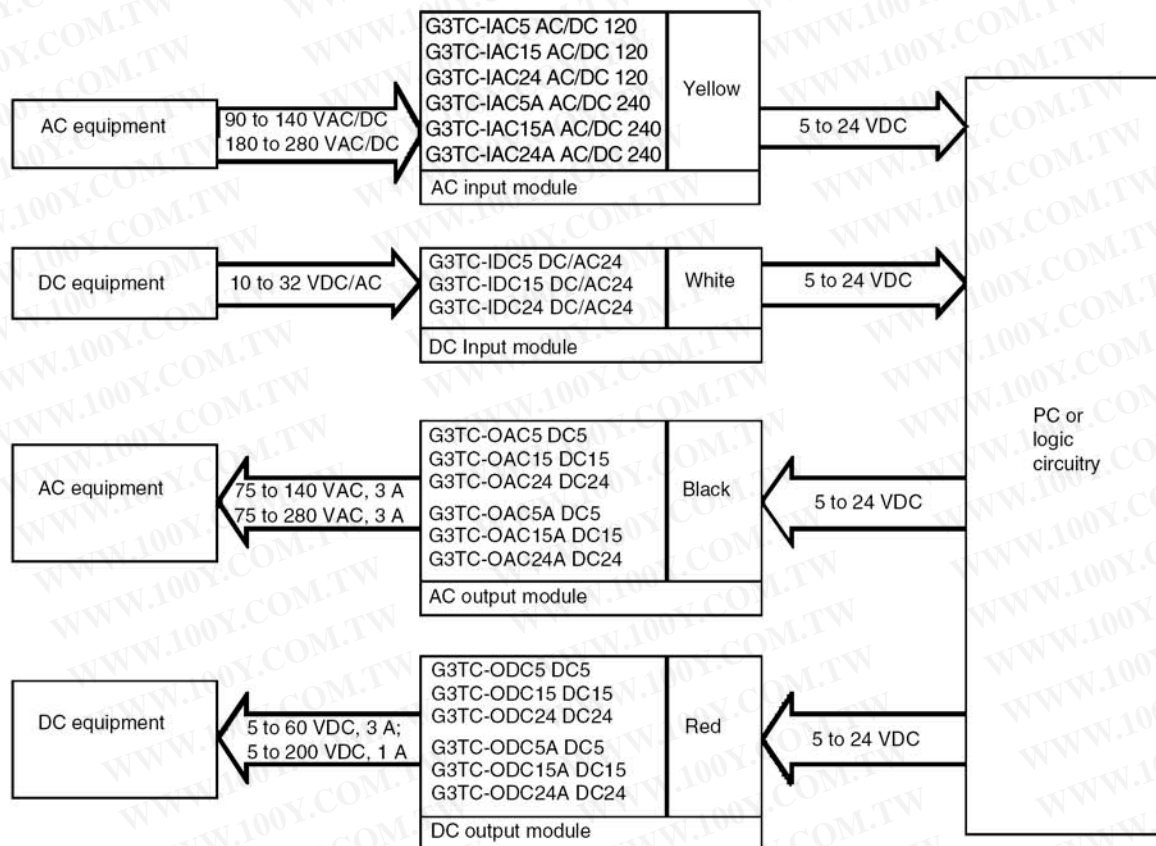 G3TC-IAC5 AC/DC 120
G3TC-IAC15 AC/DC 120
G3TC-IAC24 AC/DC 120
G3TC-IAC5A AC/DC 240
G3TC-IAC15A AC/DC 240
G3TC-IAC24A AC/DC 240
Yellow
AC input module
AC equipment
90 to 140 VAC/DC
180 to 280 VAC/DC
5 to 24 VDC
DC equipment
10 to 32 VDC/AC
G3TC-IDC5 DC/AC24
G3TC-IDC15 DC/AC24
G3TC-IDC24 DC/AC24
White
DC Input module
5 to 24 VDC
PC or
logic
circuitry
AC equipment
75 to 140 VAC, 3 A
75 to 280 VAC, 3 A
G3TC-OAC5 DC5
G3TC-OAC15 DC15
G3TC-OAC24 DC24
G3TC-OAC5A DC5
G3TC-OAC15A DC15
G3TC-OAC24A DC24
Black
AC output module
5 to 24 VDC
DC equipment
5 to 60 VDC, 3 A;
5 to 200 VDC, 1 A
G3TC-ODC5 DC5
G3TC-ODC15 DC15
G3TC-ODC24 DC24
G3TC-ODC5A DC5
G3TC-ODC15A DC15
G3TC-ODC24A DC24
Red
DC output module
5 to 24 VDC
WWW.100Y.COM.TW